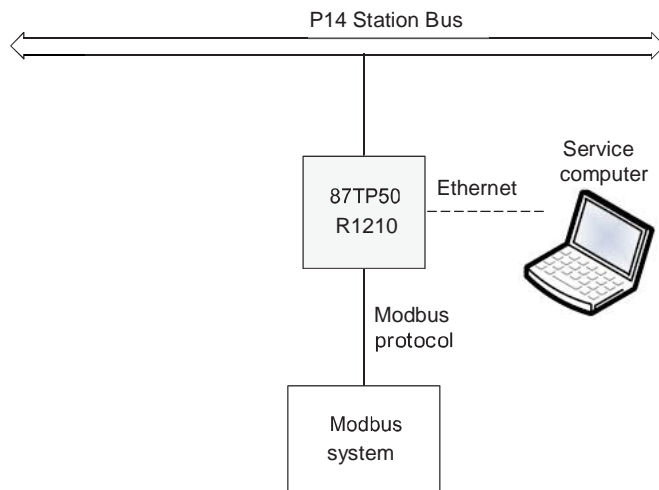 P14 Station Bus
Service
computer
87TP50
R1210
Ethernet
Modbus
protocol
Modbus
system